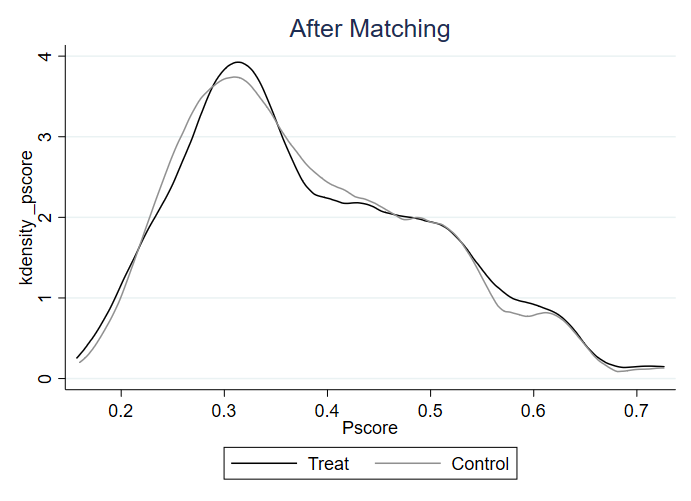 After Matching
kdensity_pscore
4
3
2
1
0
0.2 0.3 0.4 0.5 0.6 0.7
Pscore
Treat Control